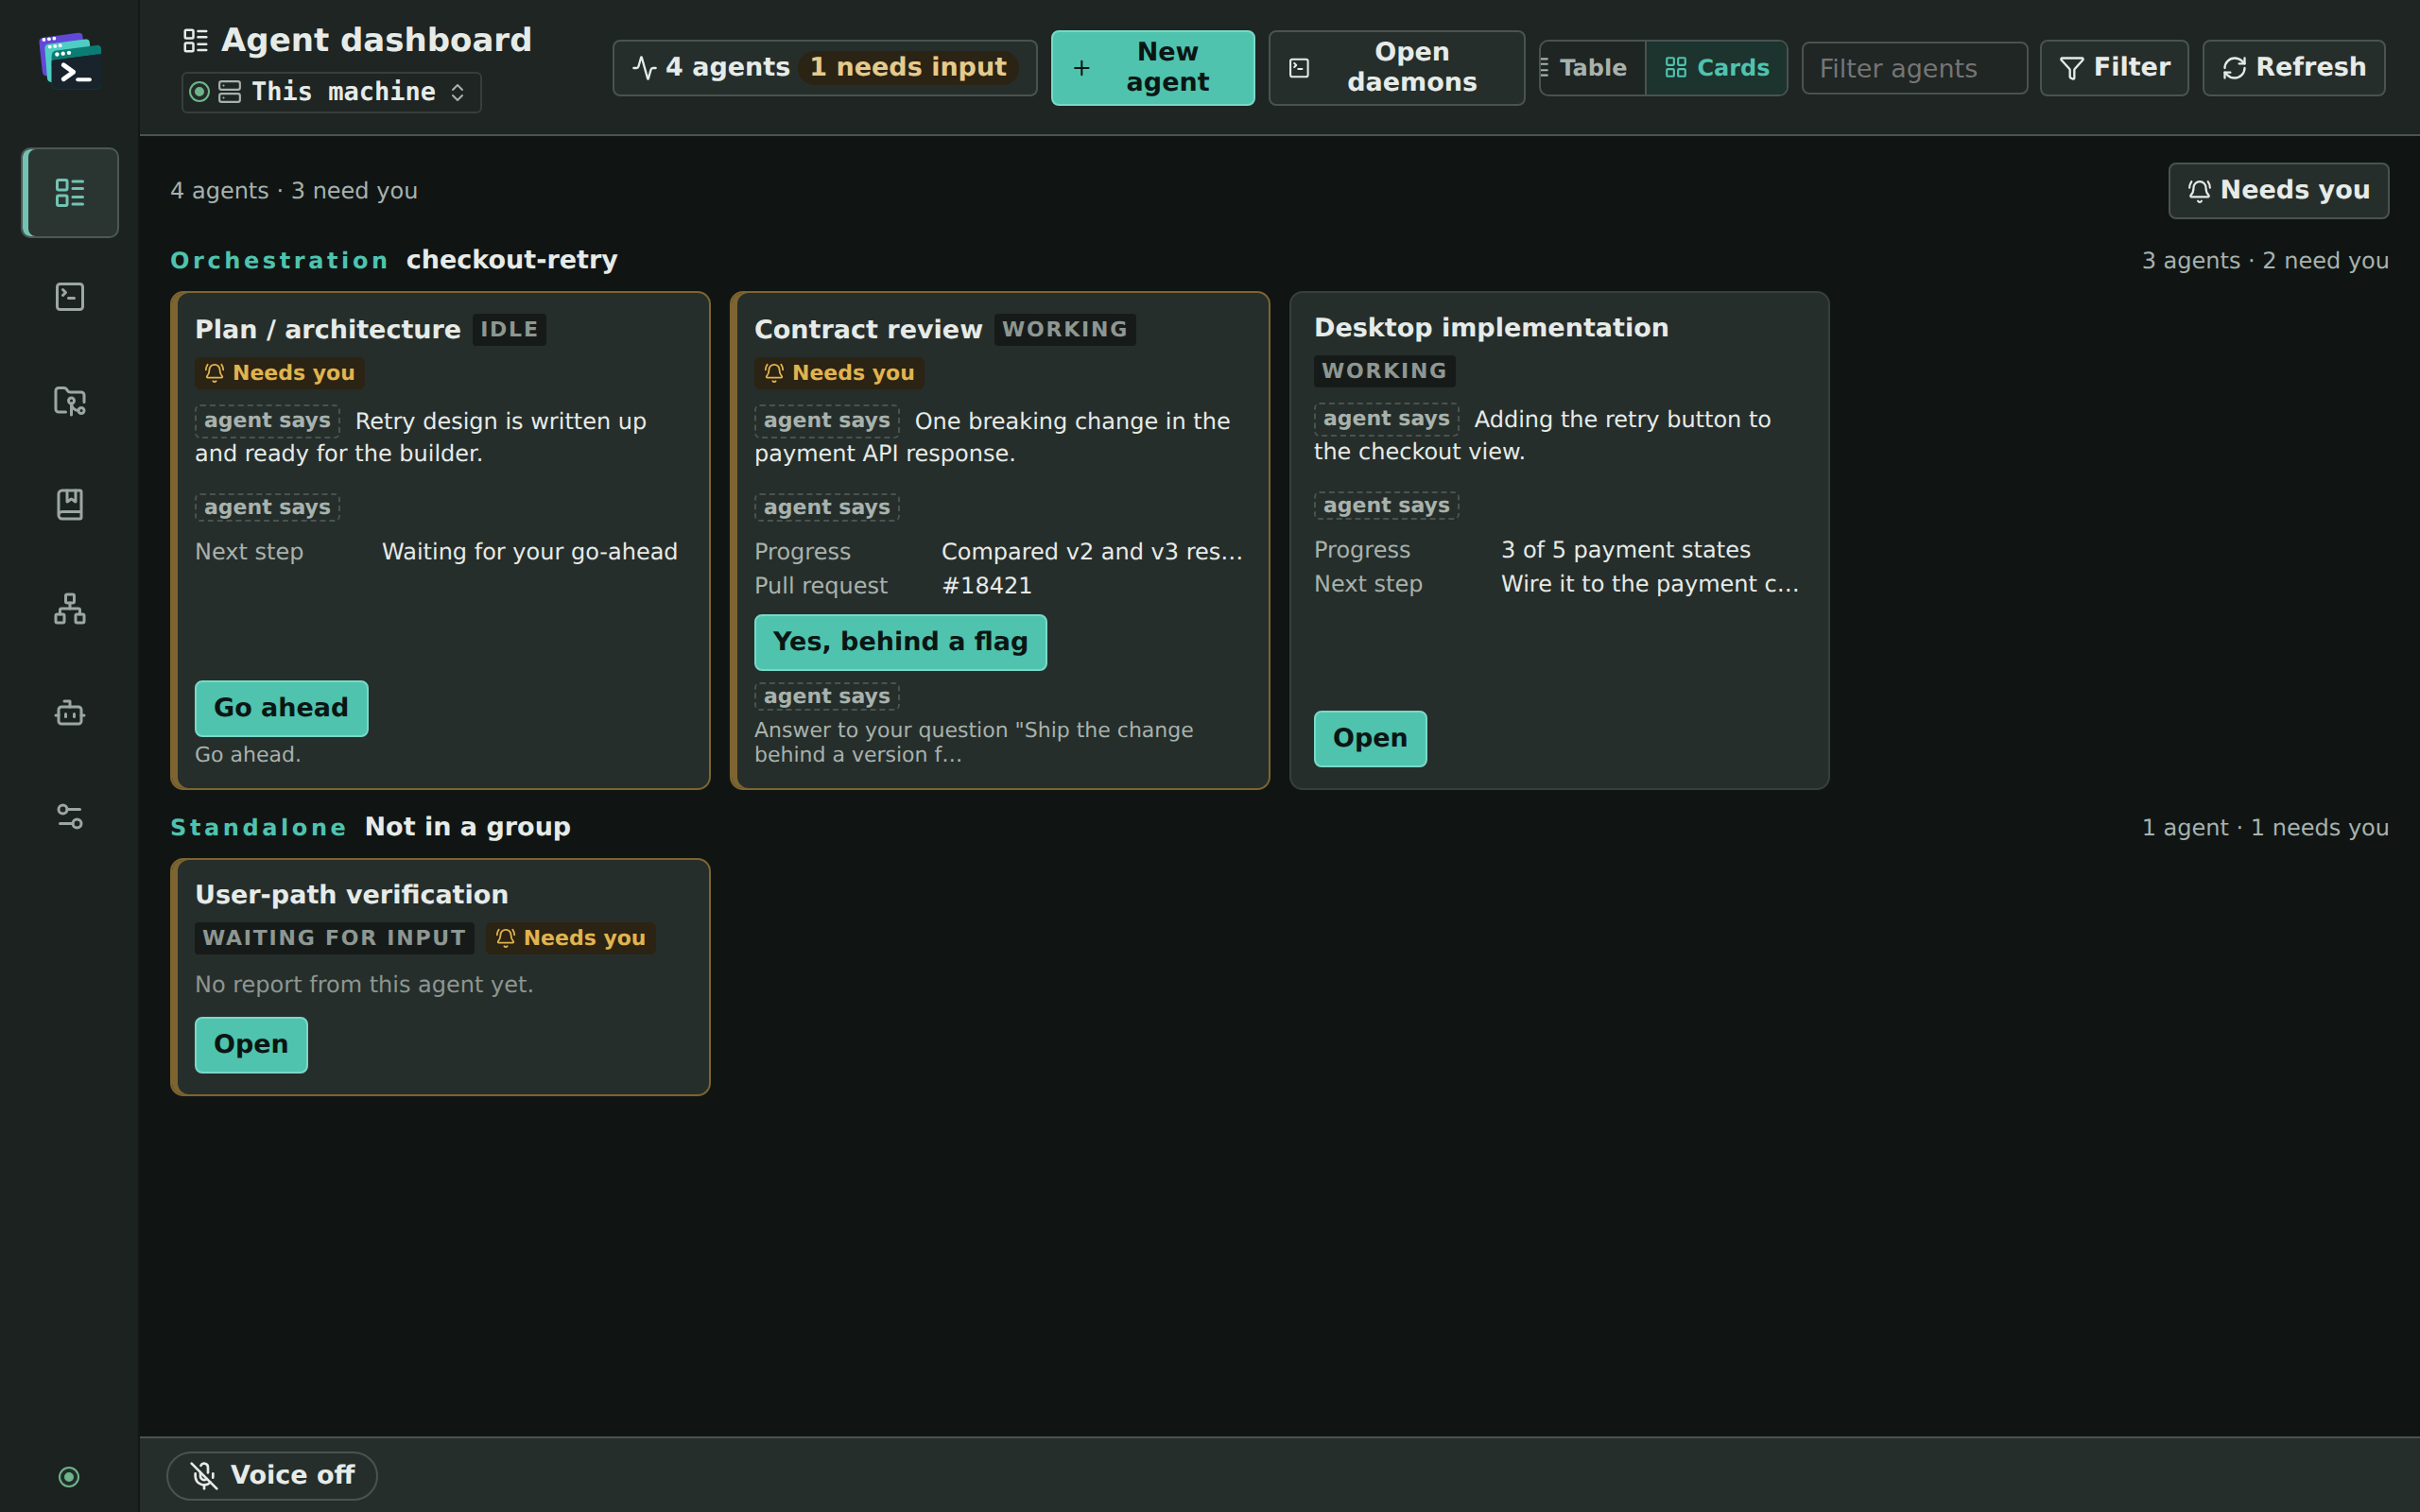 Agent dashboard
This machine
4 agents 1 needs input
New agent
Open daemons
Table
Cards
Filter agents
Filter
Refresh
4 agents · 3 need you
Needs you
Orchestration checkout-retry
3 agents · 2 need you
Plan / architecture IDLE
Needs you
agent says Retry design is written up
and ready for the builder.
agent says
Next step Waiting for your go-ahead
Go ahead
Go ahead.
Contract review WORKING
Needs you
agent says One breaking change in the
payment API response.
agent says
Progress Compared v2 and v3 res…
Pull request #18421
Yes, behind a flag
agent says
Answer to your question "Ship the change
behind a version f…
Desktop implementation
WORKING
agent says Adding the retry button to
the checkout view.
agent says
Progress 3 of 5 payment states
Next step Wire it to the payment c…
Open
Standalone Not in a group
1 agent · 1 needs you
User-path verification
WAITING FOR INPUT Needs you
No report from this agent yet.
Open
Voice off